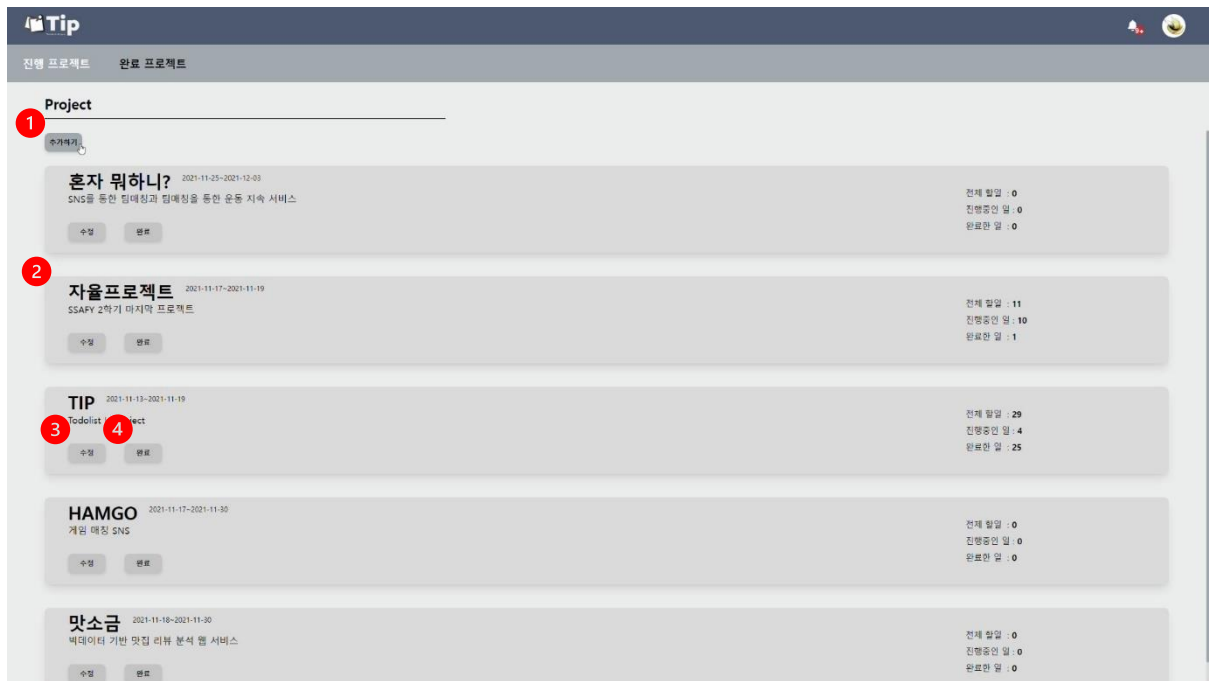 Tip
9+
진행 프로젝트 완료 프로젝트
Project
1
추가하기
혼자 뭐하니? 2021-11-25~2021-12-03
SNS를 통한 팀매칭과 팀매칭을 통한 운동 지속 서비스
전체 할일 : 0
진행중인 일 : 0
완료한 일 : 0
수정 완료
2
자율프로젝트 2021-11-17~2021-11-19
SSAFY 2학기 마지막 프로젝트
전체 할일 : 11
진행중인 일 : 10
완료한 일 : 1
수정 완료
TIP 2021-11-13~2021-11-19
Todolist
3 4
전체 할일 : 29
진행중인 일 : 4
완료한 일 : 25
수정 완료
HAMGO 2021-11-17~2021-11-30
게임 매칭 SNS
전체 할일 : 0
진행중인 일 : 0
완료한 일 : 0
수정 완료
맛소금 2021-11-18~2021-11-30
빅데이터 기반 맛집 리뷰 분석 웹 서비스
전체 할일 : 0
진행중인 일 : 0
완료한 일 : 0
수정 완료